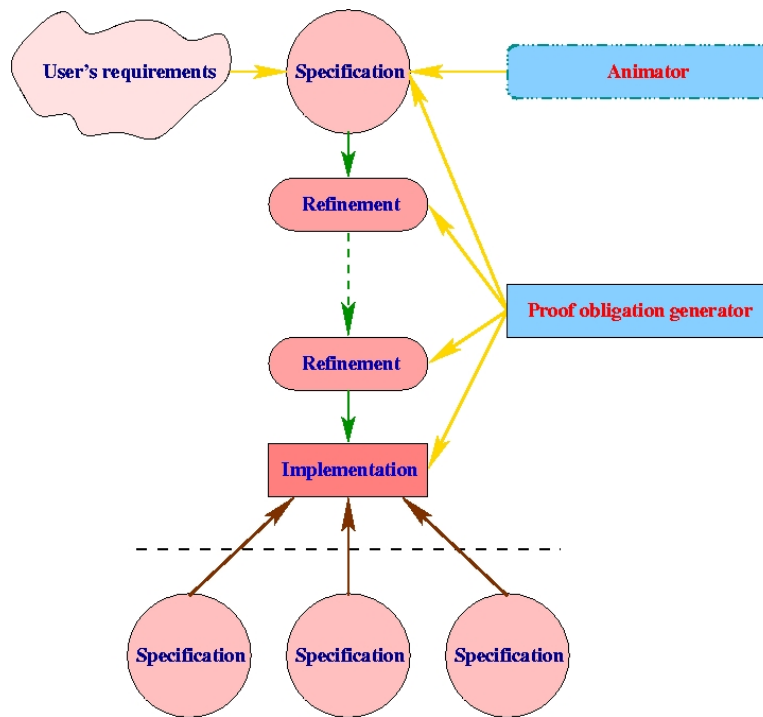 User's requirements
Specification
Animator
Refinement
Proof obligation generator
Refinement
Implementation
Specification
Specification
Specification